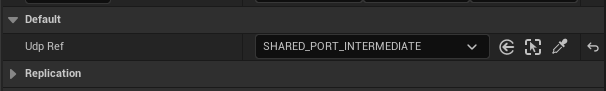 Default
Udp Ref SHARED_PORT_INTERMEDIATE
Replication